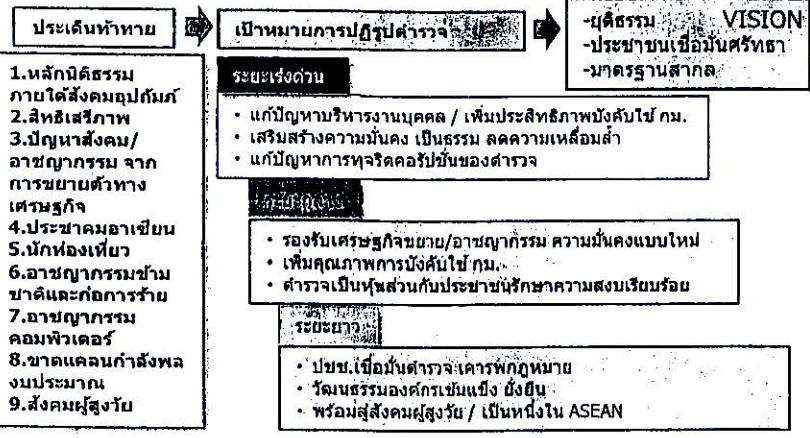 ประเด็นท้าทาย
เป้าหมายการปฏิรูปตำรวจ
-ยุติธรรม VISION
-ประชาชนเชื่อมั่นศรัทธา
-มาตรฐานสากล
1.หลักนิติธรรม
ภายใต้สังคมอุปถัมภ์
2.สิทธิเสรีภาพ
3.ปัญหาสังคม/
อาชญากรรม จาก
การขยายตัวทาง
เศรษฐกิจ
4.ประชาคมอาเซียน
5.นักท่องเที่ยว
6.อาชญากรรมข้าม
ชาติและก่อการร้าย
7.อาชญากรรม
คอมพิวเตอร์
8.ขาดแคลนกำลังพล
งบประมาณ
9.สังคมผู้สูงวัย
ระยะเร่งด่วน
• แก้ปัญหาบริหารงานบุคคล / เพิ่มประสิทธิภาพบังคับใช้ กม.
• เสริมสร้างความมั่นคง เป็นธรรม ลดความเหลื่อมล้ำ
• แก้ปัญหาการทุจริตคอรัปชั่นของตำรวจ
ระยะกลาง
• รองรับเศรษฐกิจขยาย/อาชญากรรม ความมั่นคงแบบใหม่
• เพิ่มคุณภาพการบังคับใช้ กม.
• ตำรวจเป็นหุ้นส่วนกับประชาชนรักษาความสงบเรียบร้อย
ระยะยาว
• ปชช.เชื่อมั่นตำรวจ เคารพกฎหมาย
• วัฒนธรรมองค์กรเข้มแข็ง ยั่งยืน
• พร้อมสู่สังคมผู้สูงวัย / เป็นหนึ่งใน ASEAN